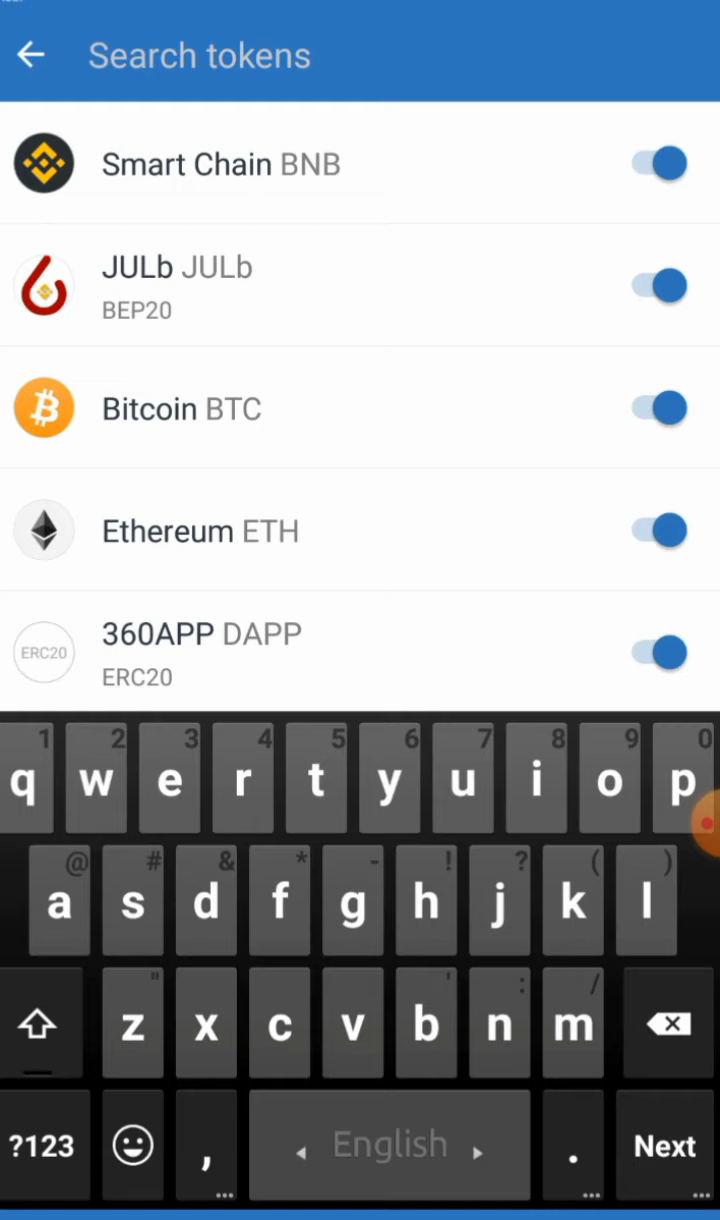 Search tokens
Smart Chain BNB
JULb JULb
BEP20
Bitcoin BTC
Ethereum ETH
ERC20
360APP DAPP
ERC20
1 2 3 4 5 6 7 8 9 0
q w e r t y u i o p
@ # & * - ! ? ( )
a s d f g h j k l
" ' : /
z x c v b n m
?123 , English . Next